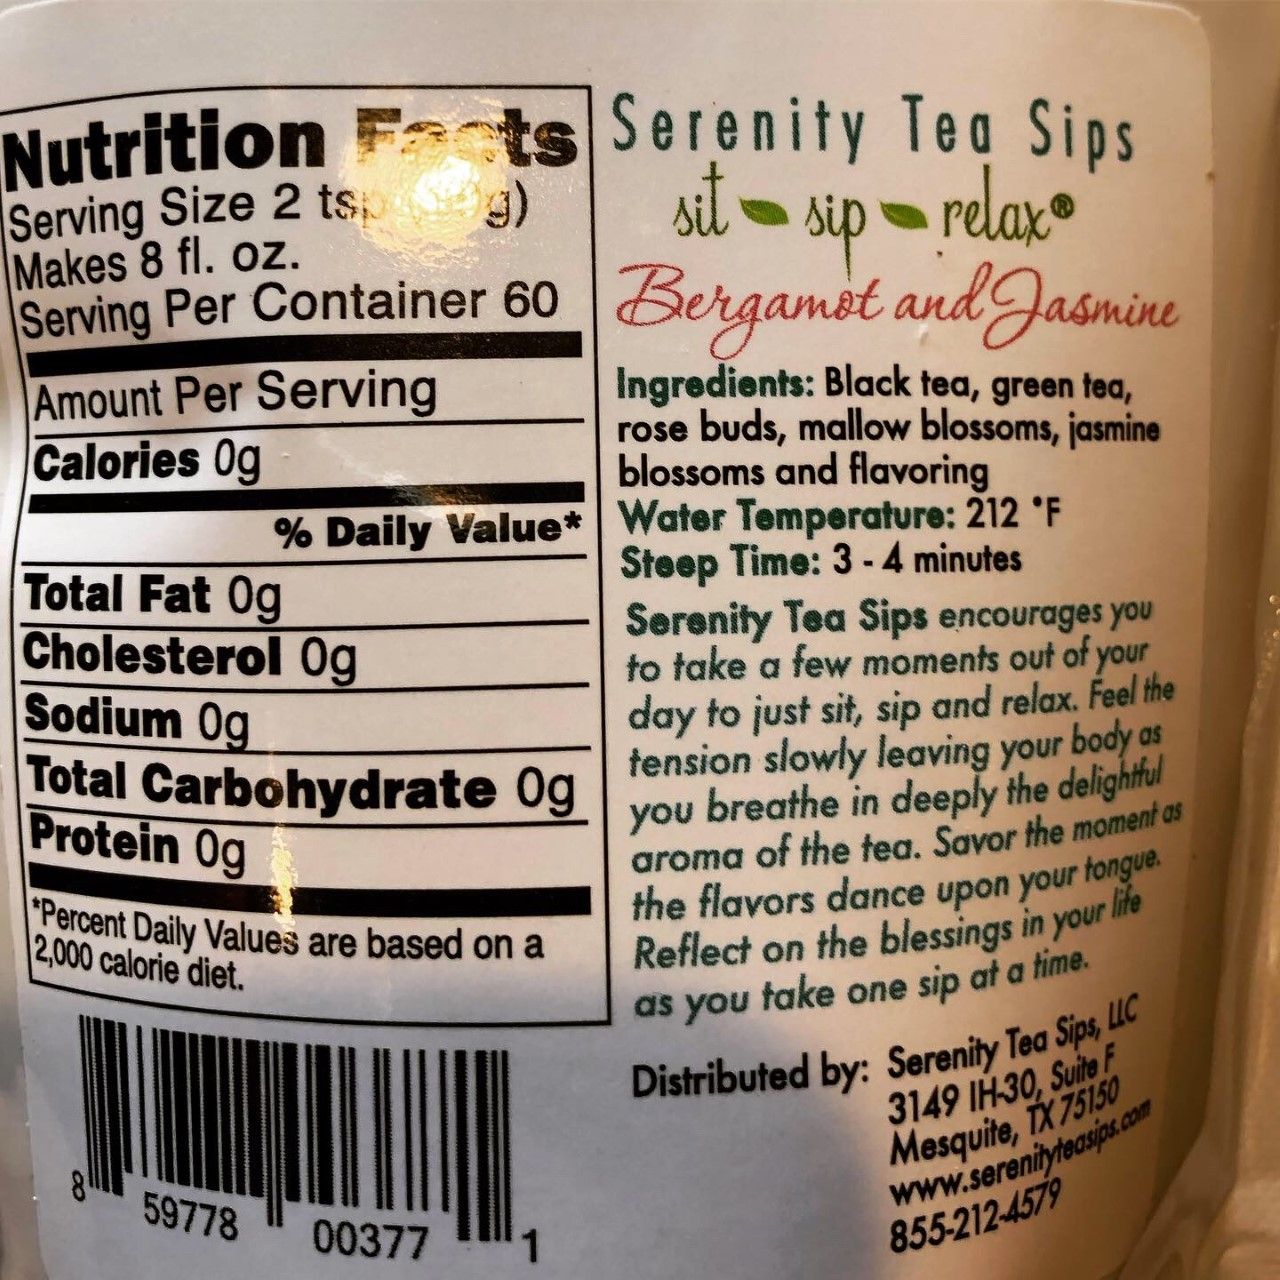 Nutrition Facts
Serving Size 2 tsp g)
Makes 8 fl. oz.
Serving Per Container 60
Amount Per Serving
Calories 0g
% Daily Value*
Total Fat 0g
Cholesterol 0g
Sodium 0g
Total Carbohydrate 0g
Protein 0g
*Percent Daily Values are based on a
2,000 calorie diet.
8 59778 00377 1
Serenity Tea Sips
sit sip relax®
Bergamot and Jasmine
Ingredients: Black tea, green tea,
rose buds, mallow blossoms, jasmine
blossoms and flavoring
Water Temperature: 212 °F
Steep Time: 3 - 4 minutes
Serenity Tea Sips encourages you
to take a few moments out of your
day to just sit, sip and relax. Feel the
tension slowly leaving your body as
you breathe in deeply the delightful
aroma of the tea. Savor the moment as
the flavors dance upon your tongue.
Reflect on the blessings in your life
as you take one sip at a time.
Distributed by: Serenity Tea Sips, LLC
3149 IH-30, Suite F
Mesquite, TX 75150
www.serenityteasips.com
855-212-4579